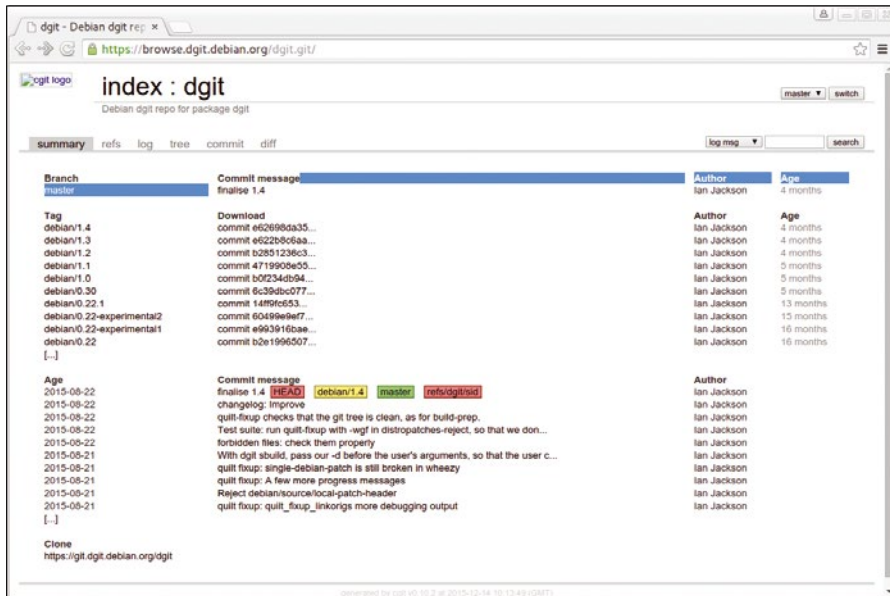 dgit - Debian dgit rep ×
https://browse.dgit.debian.org/dgit.git/
cgit logo
index : dgit
master ▼ switch
Debian dgit repo for package dgit
summary refs log tree commit diff
log msg ▼ search
Branch Commit message Author Age
master finalise 1.4 Ian Jackson 4 months
Tag Download Author Age
debian/1.4 commit e62698da35... Ian Jackson 4 months
debian/1.3 commit e622b8c6aa... Ian Jackson 4 months
debian/1.2 commit b2851236c3... Ian Jackson 4 months
debian/1.1 commit 4719908e55... Ian Jackson 5 months
debian/1.0 commit b0f234db94... Ian Jackson 5 months
debian/0.30 commit 6c39dbc077... Ian Jackson 5 months
debian/0.22.1 commit 14ff9fc653... Ian Jackson 13 months
debian/0.22-experimental2 commit 60499e9ef7... Ian Jackson 15 months
debian/0.22-experimental1 commit e993916bae... Ian Jackson 16 months
debian/0.22 commit b2e1996507... Ian Jackson 16 months
[...]
Age Commit message Author
2015-08-22 finalise 1.4 HEAD debian/1.4 master refs/dgit/sid Ian Jackson
2015-08-22 changelog: Improve Ian Jackson
2015-08-22 quilt-fixup checks that the git tree is clean, as for build-prep. Ian Jackson
2015-08-22 Test suite: run quilt-fixup with -wgf in distropatches-reject, so that we don... Ian Jackson
2015-08-22 forbidden files: check them properly Ian Jackson
2015-08-21 With dgit sbuild, pass our -d before the user's arguments, so that the user c... Ian Jackson
2015-08-21 quilt fixup: single-debian-patch is still broken in wheezy Ian Jackson
2015-08-21 quilt fixup: A few more progress messages Ian Jackson
2015-08-21 Reject debian/source/local-patch-header Ian Jackson
2015-08-21 quilt fixup: quilt_fixup_linkorigs more debugging output Ian Jackson
[...]
Clone
https://git.dgit.debian.org/dgit
generated by cgit v0.10.2 at 2015-12-14 10:13:49 (GMT)